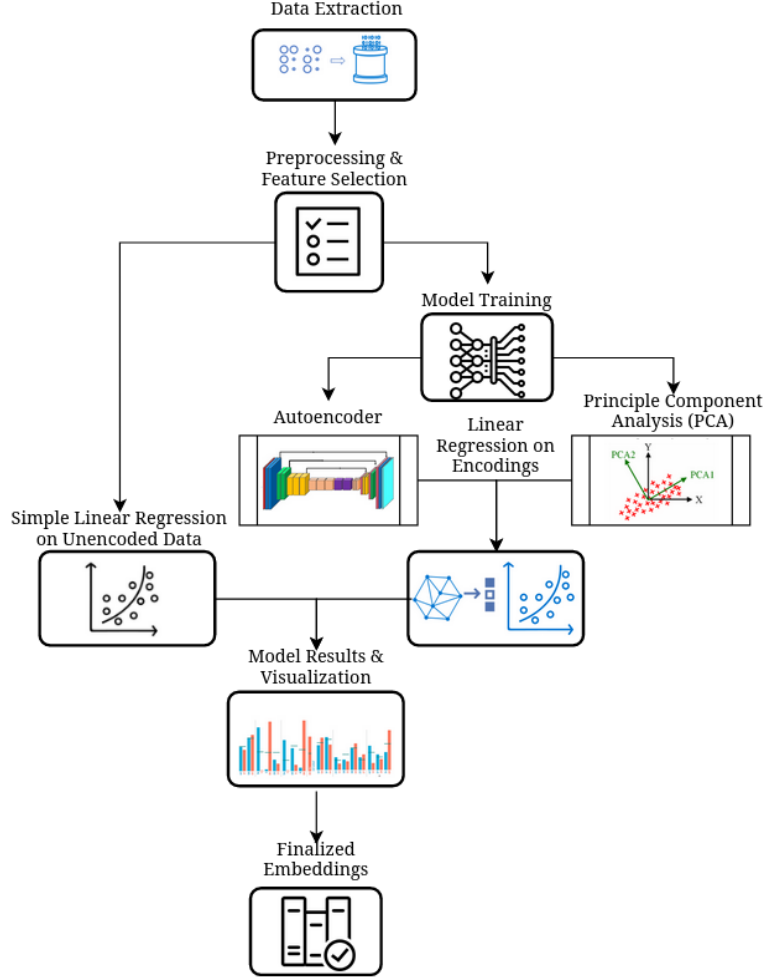 Data Extraction
Preprocessing &
Feature Selection
Model Training
Autoencoder
Linear
Regression on
Encodings
Principle Component
Analysis (PCA)
PCA2
Y
PCA1
X
Simple Linear Regression
on Unencoded Data
Model Results &
Visualization
Finalized
Embeddings